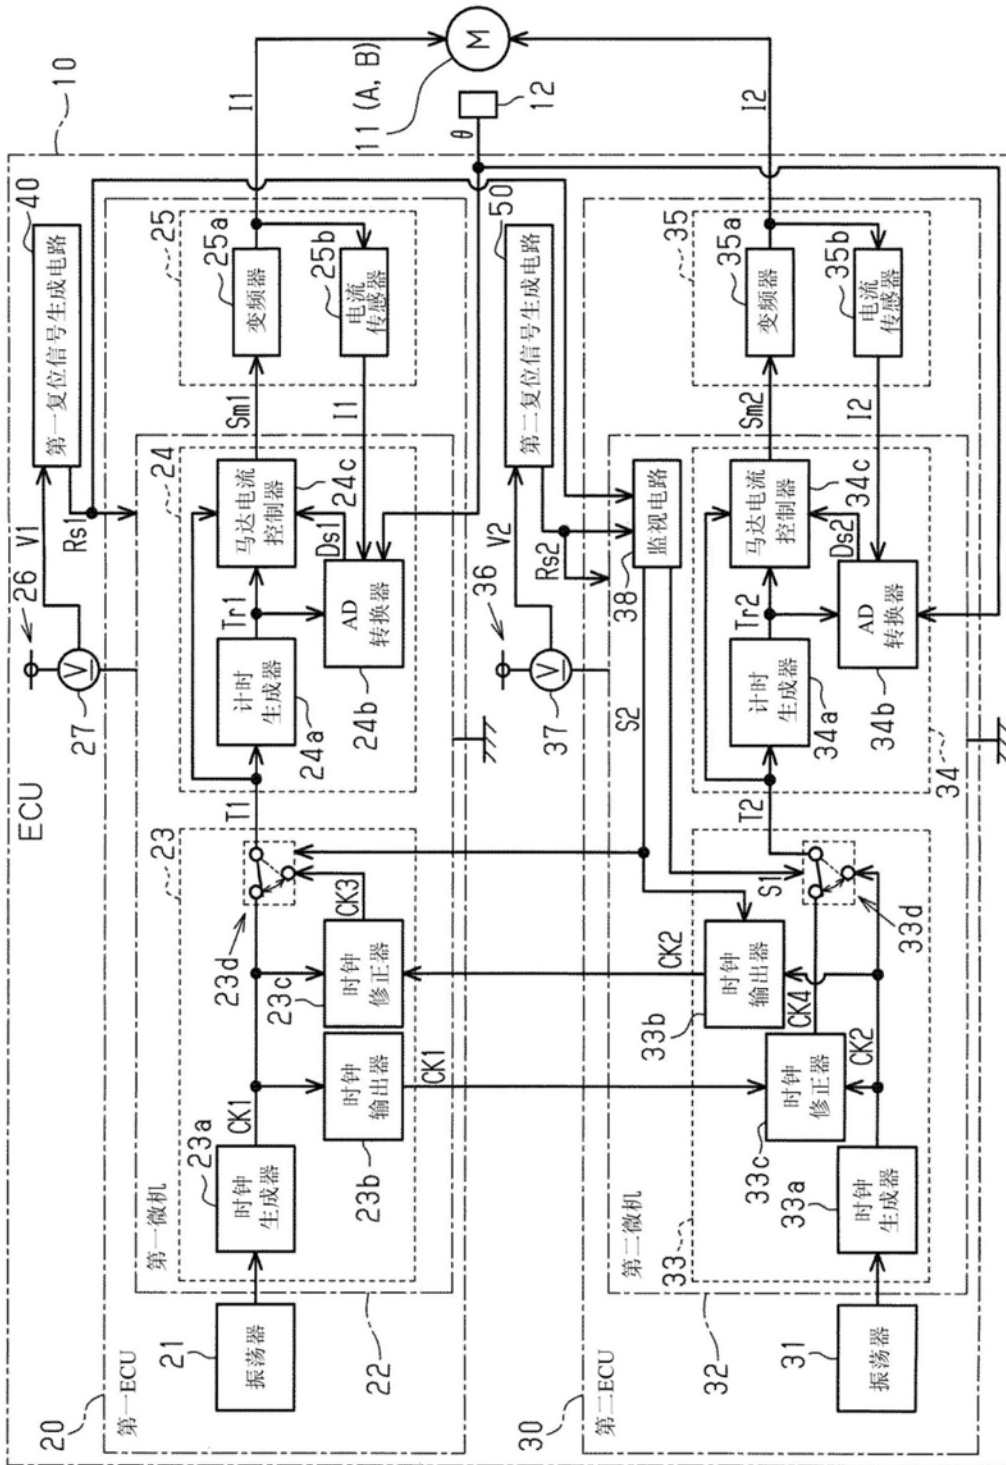 ECU
10
40
第一复位信号生成电路
V1
Rs1
26
27
20
第一ECU
21
振荡器
22
第一微机
23
23a
时钟
生成器
CK1
23b
时钟
输出器
CK1
23c
时钟
修正器
CK3
23d
T1
24
24a
计时
生成器
Tr1
24b
AD
转换器
Ds1
24c
马达电流
控制器
Sm1
I1
25
25a
变频器
25b
电流
传感器
I1
11 (A, B)
M
12
θ
50
第二复位信号生成电路
V2
Rs2
36
37
38
监视电路
S2
S1
30
第二ECU
31
振荡器
32
第二微机
33
33a
时钟
生成器
CK2
33b
时钟
输出器
CK2
33c
时钟
修正器
CK4
33d
T2
34
34a
计时
生成器
Tr2
34b
AD
转换器
Ds2
34c
马达电流
控制器
Sm2
I2
35
35a
变频器
35b
电流
传感器
I2
V
V